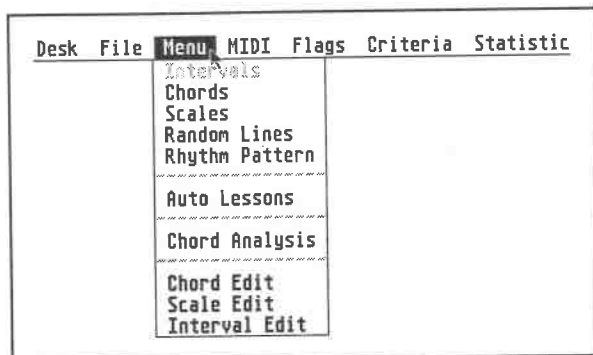 Desk File Menu MIDI Flags Criteria Statistic
Intervals
Chords
Scales
Random Lines
Rhythm Pattern
Auto Lessons
Chord Analysis
Chord Edit
Scale Edit
Interval Edit